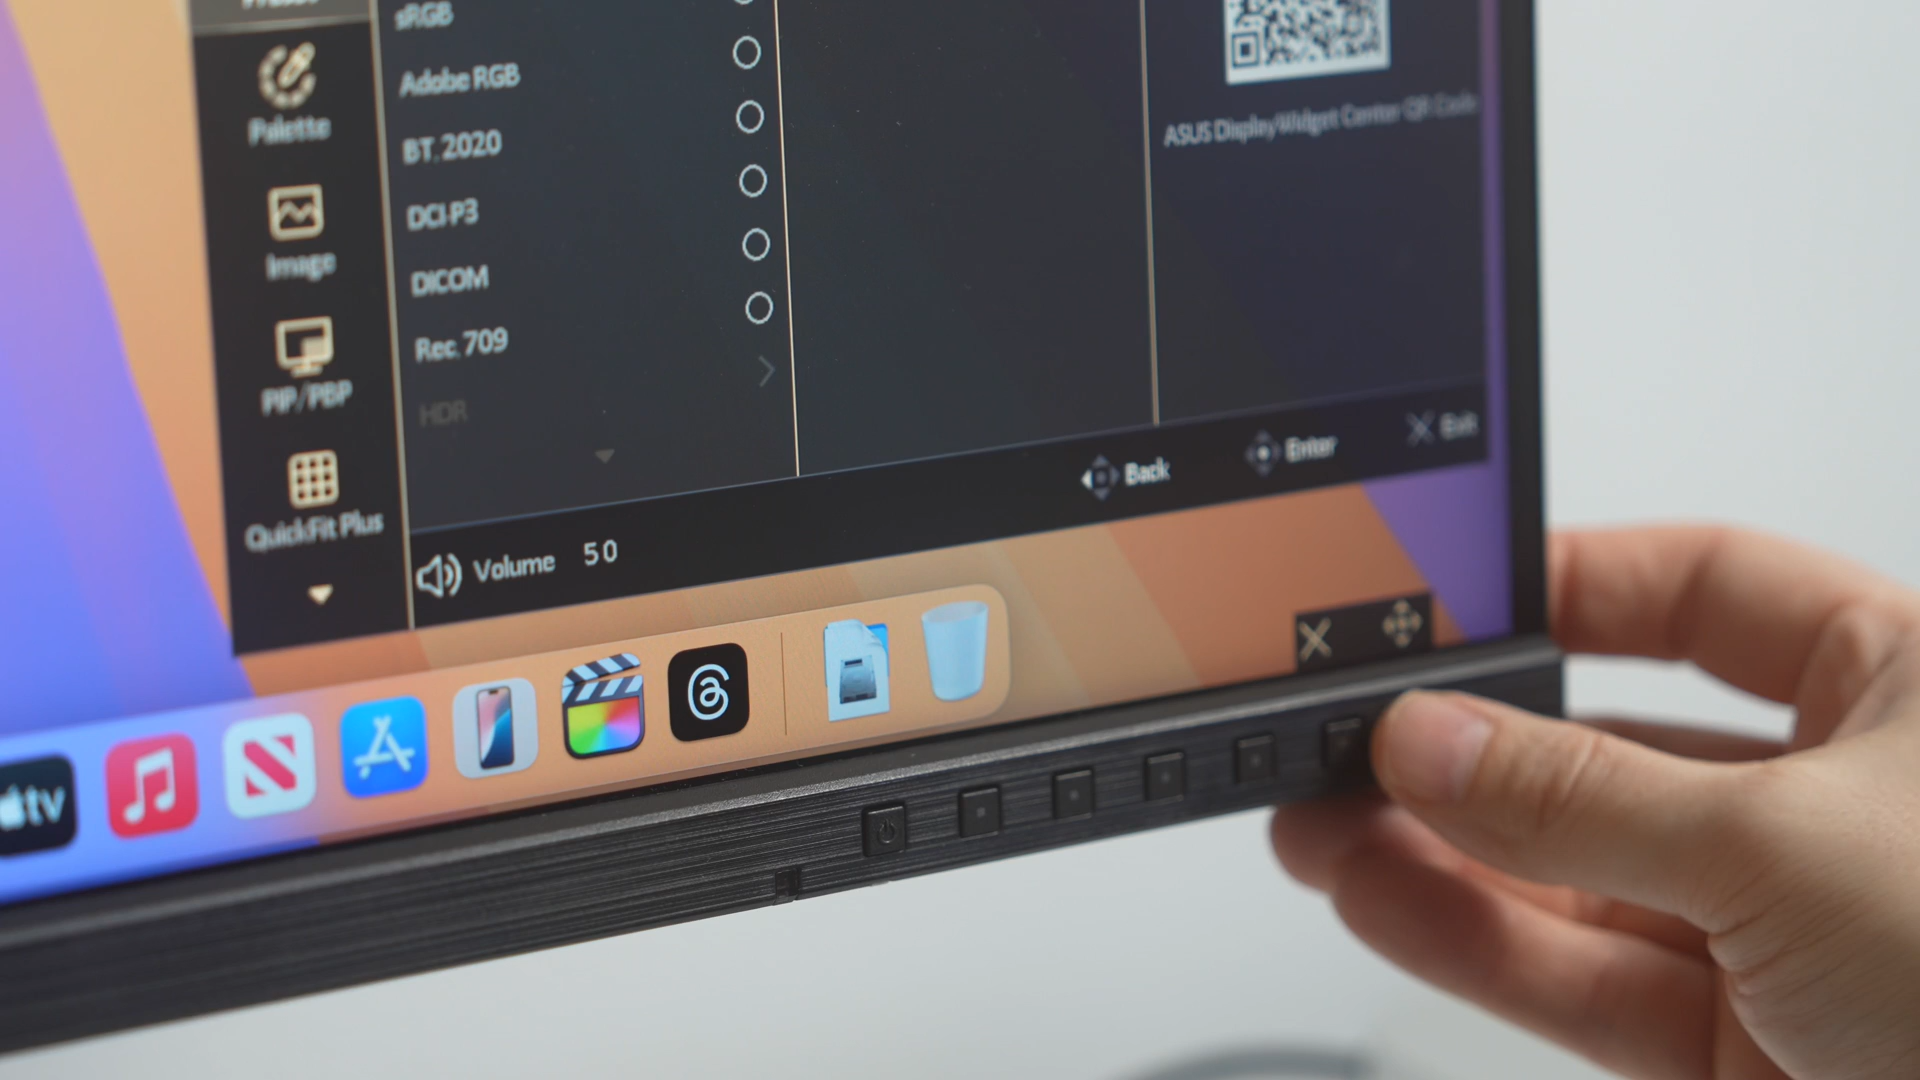 Preset
sRGB
Adobe RGB
BT. 2020
DCI-P3
DICOM
Rec. 709
HDR
Palette
Image
PIP/PBP
QuickFit Plus
ASUS DisplayWidget Center QR Code
Back
Enter
Exit
Volume 50
tv